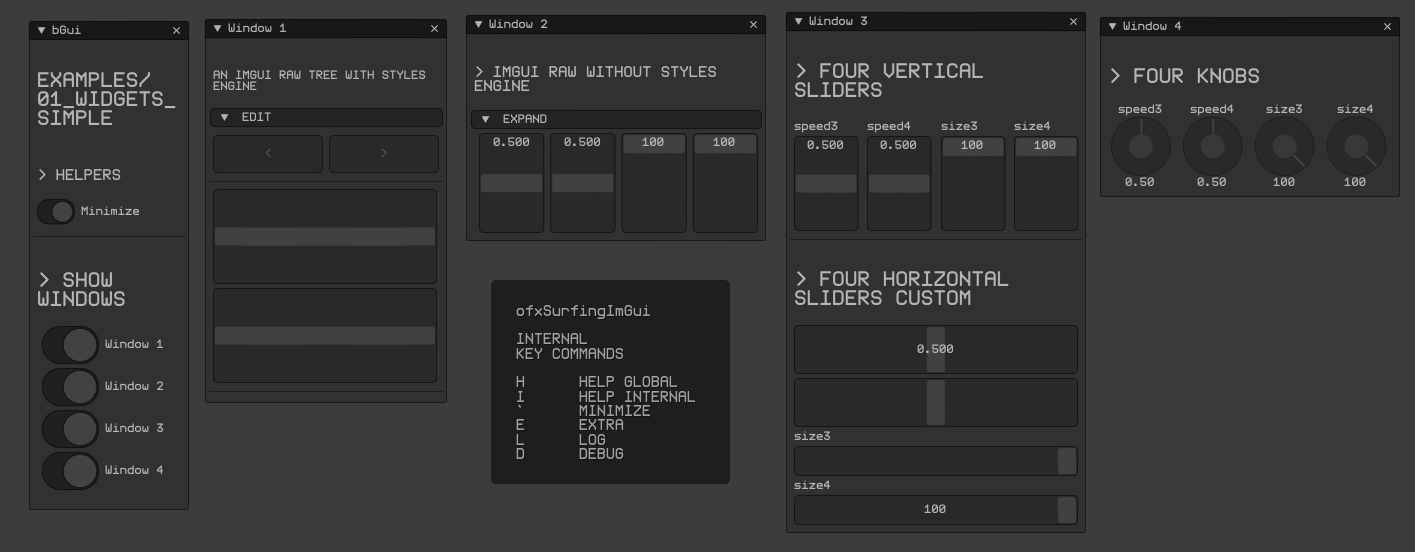 bGui
EXAMPLES/
01_WIDGETS_
SIMPLE
> HELPERS
Minimize
> SHOW
WINDOWS
Window 1
Window 2
Window 3
Window 4
Window 1
AN IMGUI RAW TREE WITH STYLES
ENGINE
EDIT
<
>
Window 2
> IMGUI RAW WITHOUT STYLES
ENGINE
EXPAND
0.500 0.500 100 100
ofxSurfingImGui
INTERNAL
KEY COMMANDS
H HELP GLOBAL
I HELP INTERNAL
` MINIMIZE
E EXTRA
L LOG
D DEBUG
Window 3
> FOUR VERTICAL
SLIDERS
speed3 speed4 size3 size4
0.500 0.500 100 100
> FOUR HORIZONTAL
SLIDERS CUSTOM
0.500
size3
size4
100
Window 4
> FOUR KNOBS
speed3 speed4 size3 size4
0.50 0.50 100 100